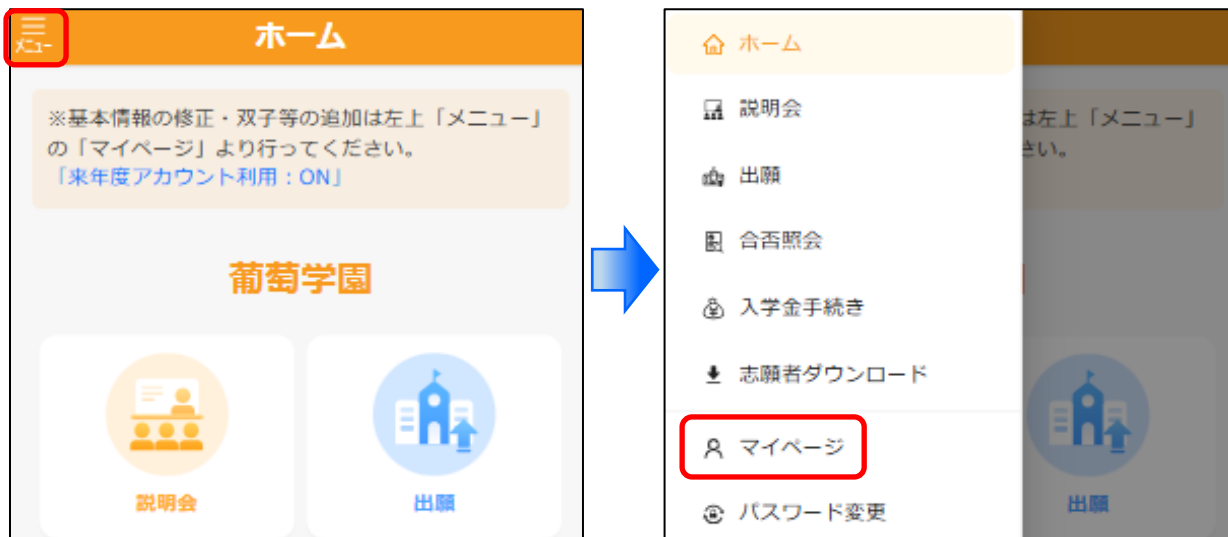 メニュー
ホーム
※基本情報の修正・双子等の追加は左上「メニュー」
の「マイページ」より行ってください。
「来年度アカウント利用：ON」
葡萄学園
説明会
出願
ホーム
説明会
出願
合否照会
入学金手続き
志願者ダウンロード
マイページ
パスワード変更
は左上「メニュー」
さい。
出願